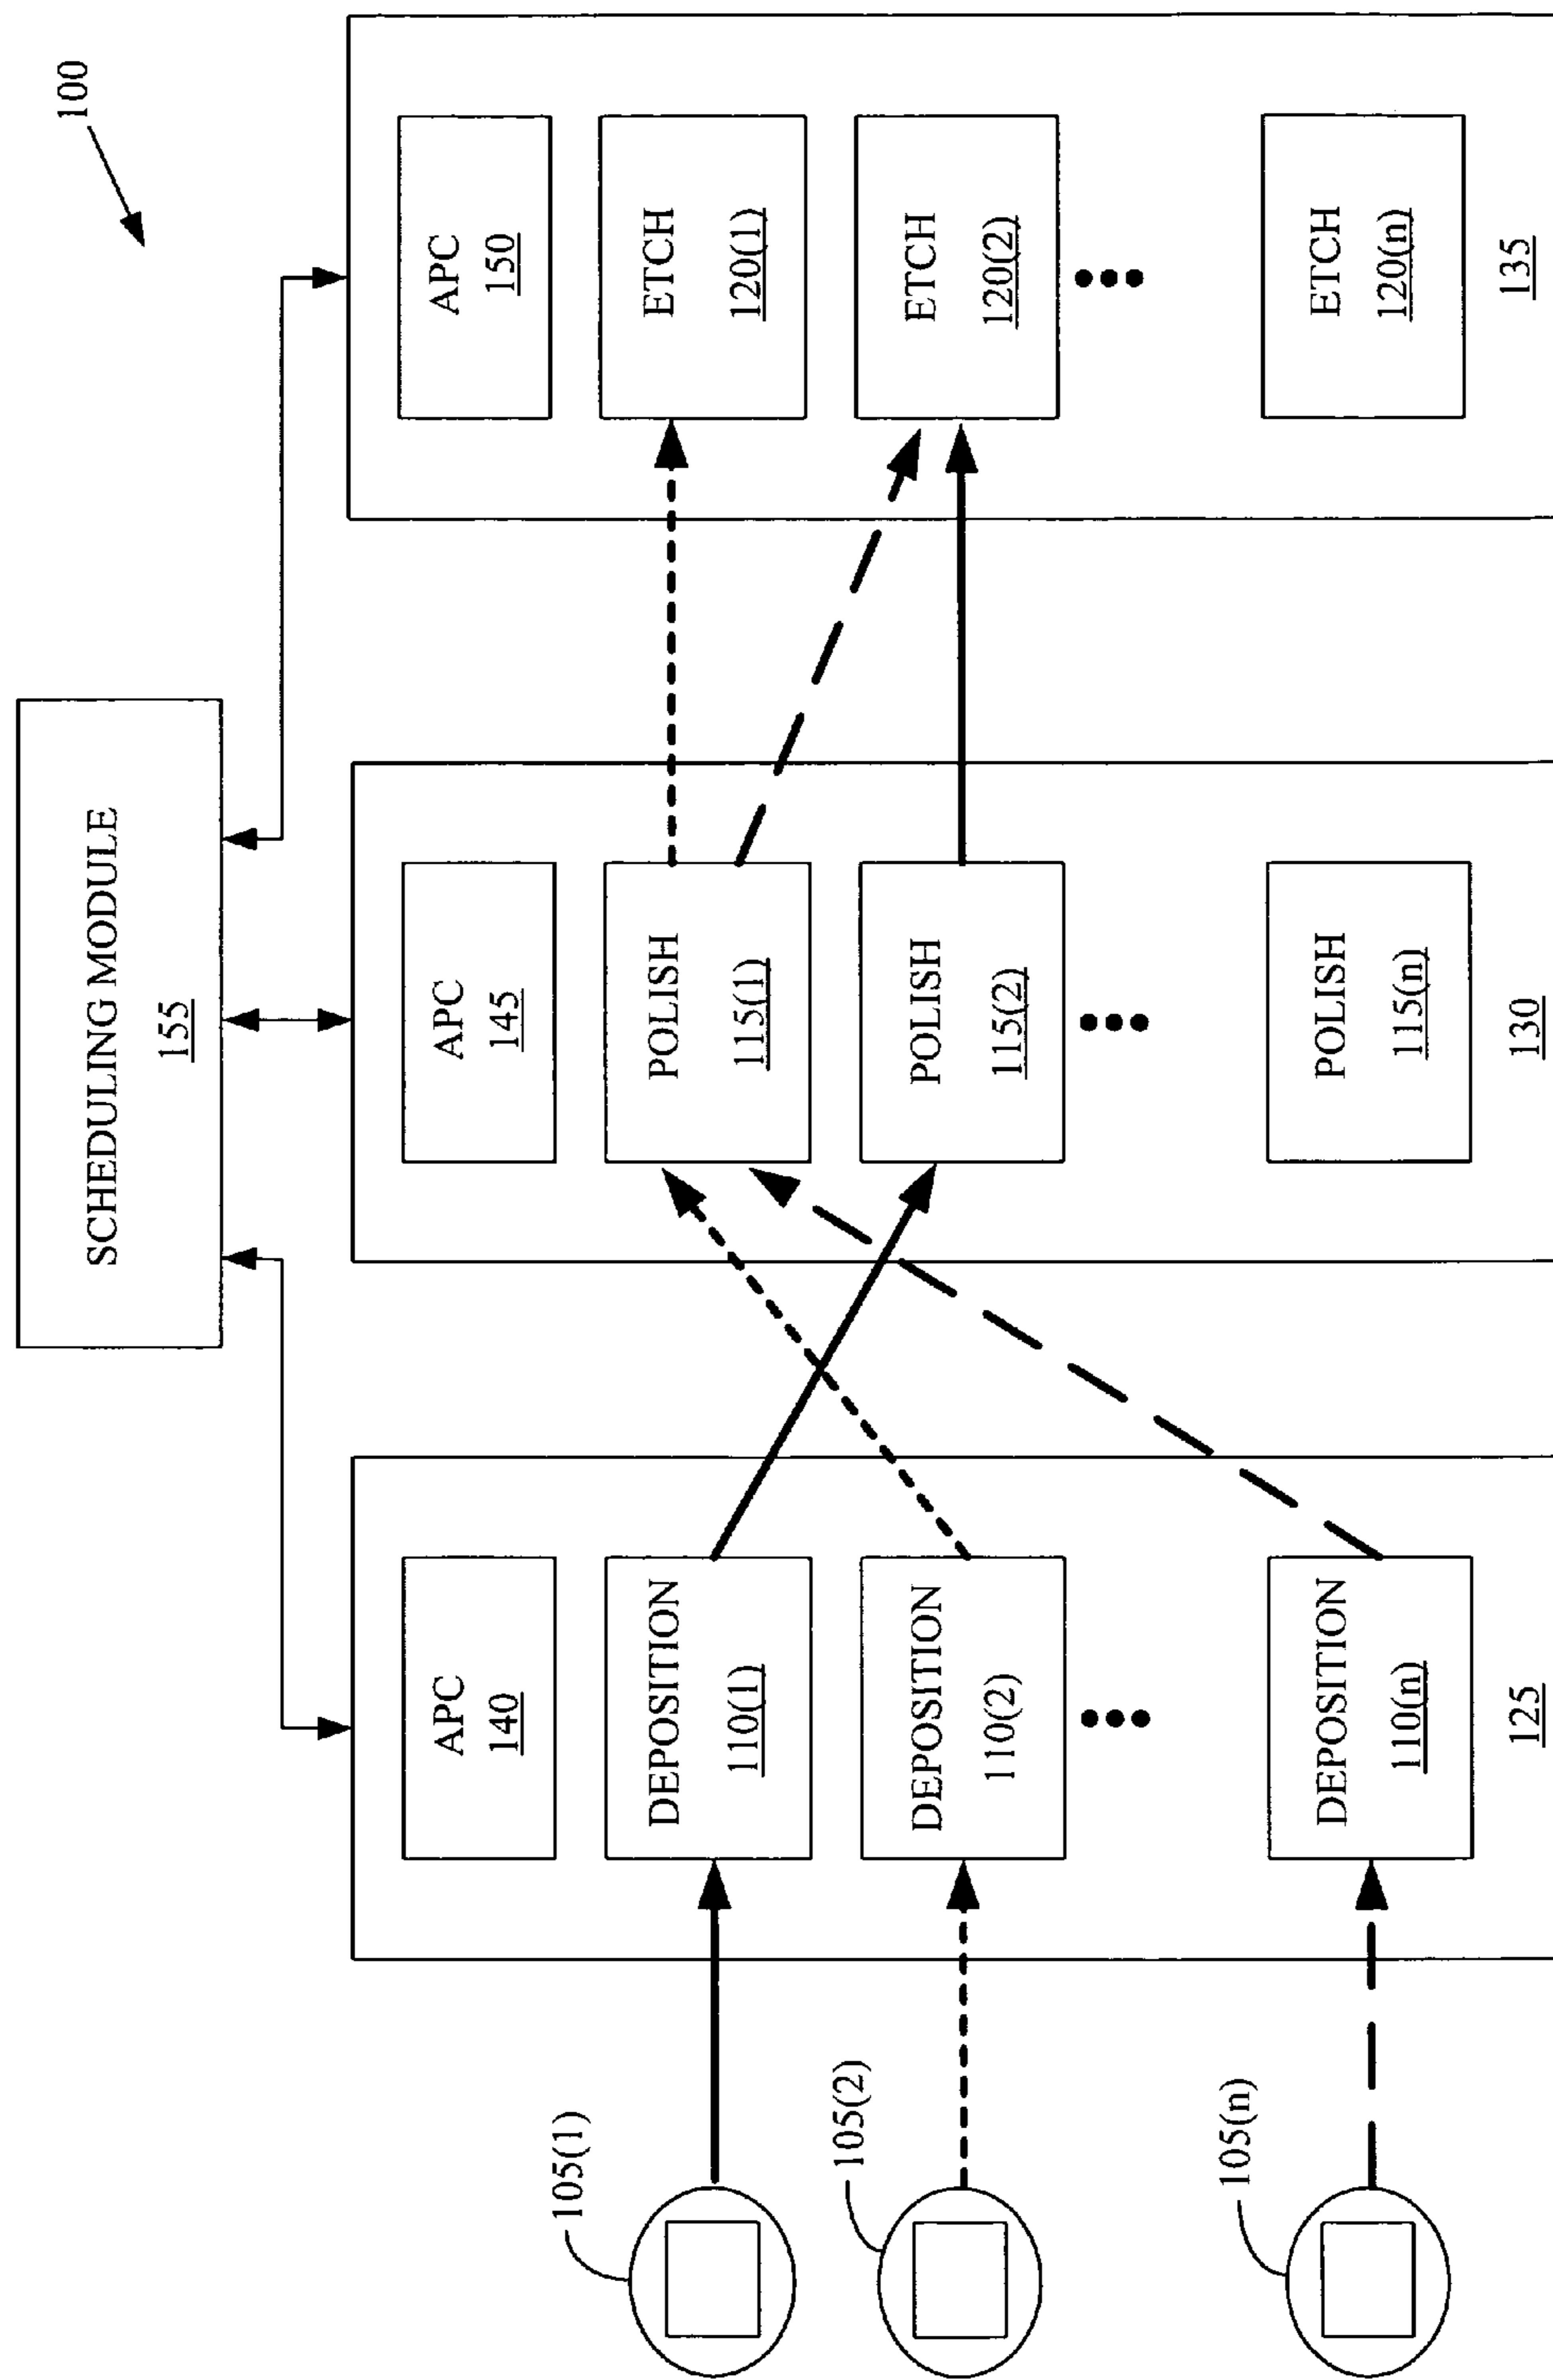 100
SCHEDULING MODULE
155
105(1)
105(2)
105(n)
APC
140
DEPOSITION
110(1)
DEPOSITION
110(2)
DEPOSITION
110(n)
125
APC
145
POLISH
115(1)
POLISH
115(2)
POLISH
115(n)
130
APC
150
ETCH
120(1)
ETCH
120(2)
ETCH
120(n)
135